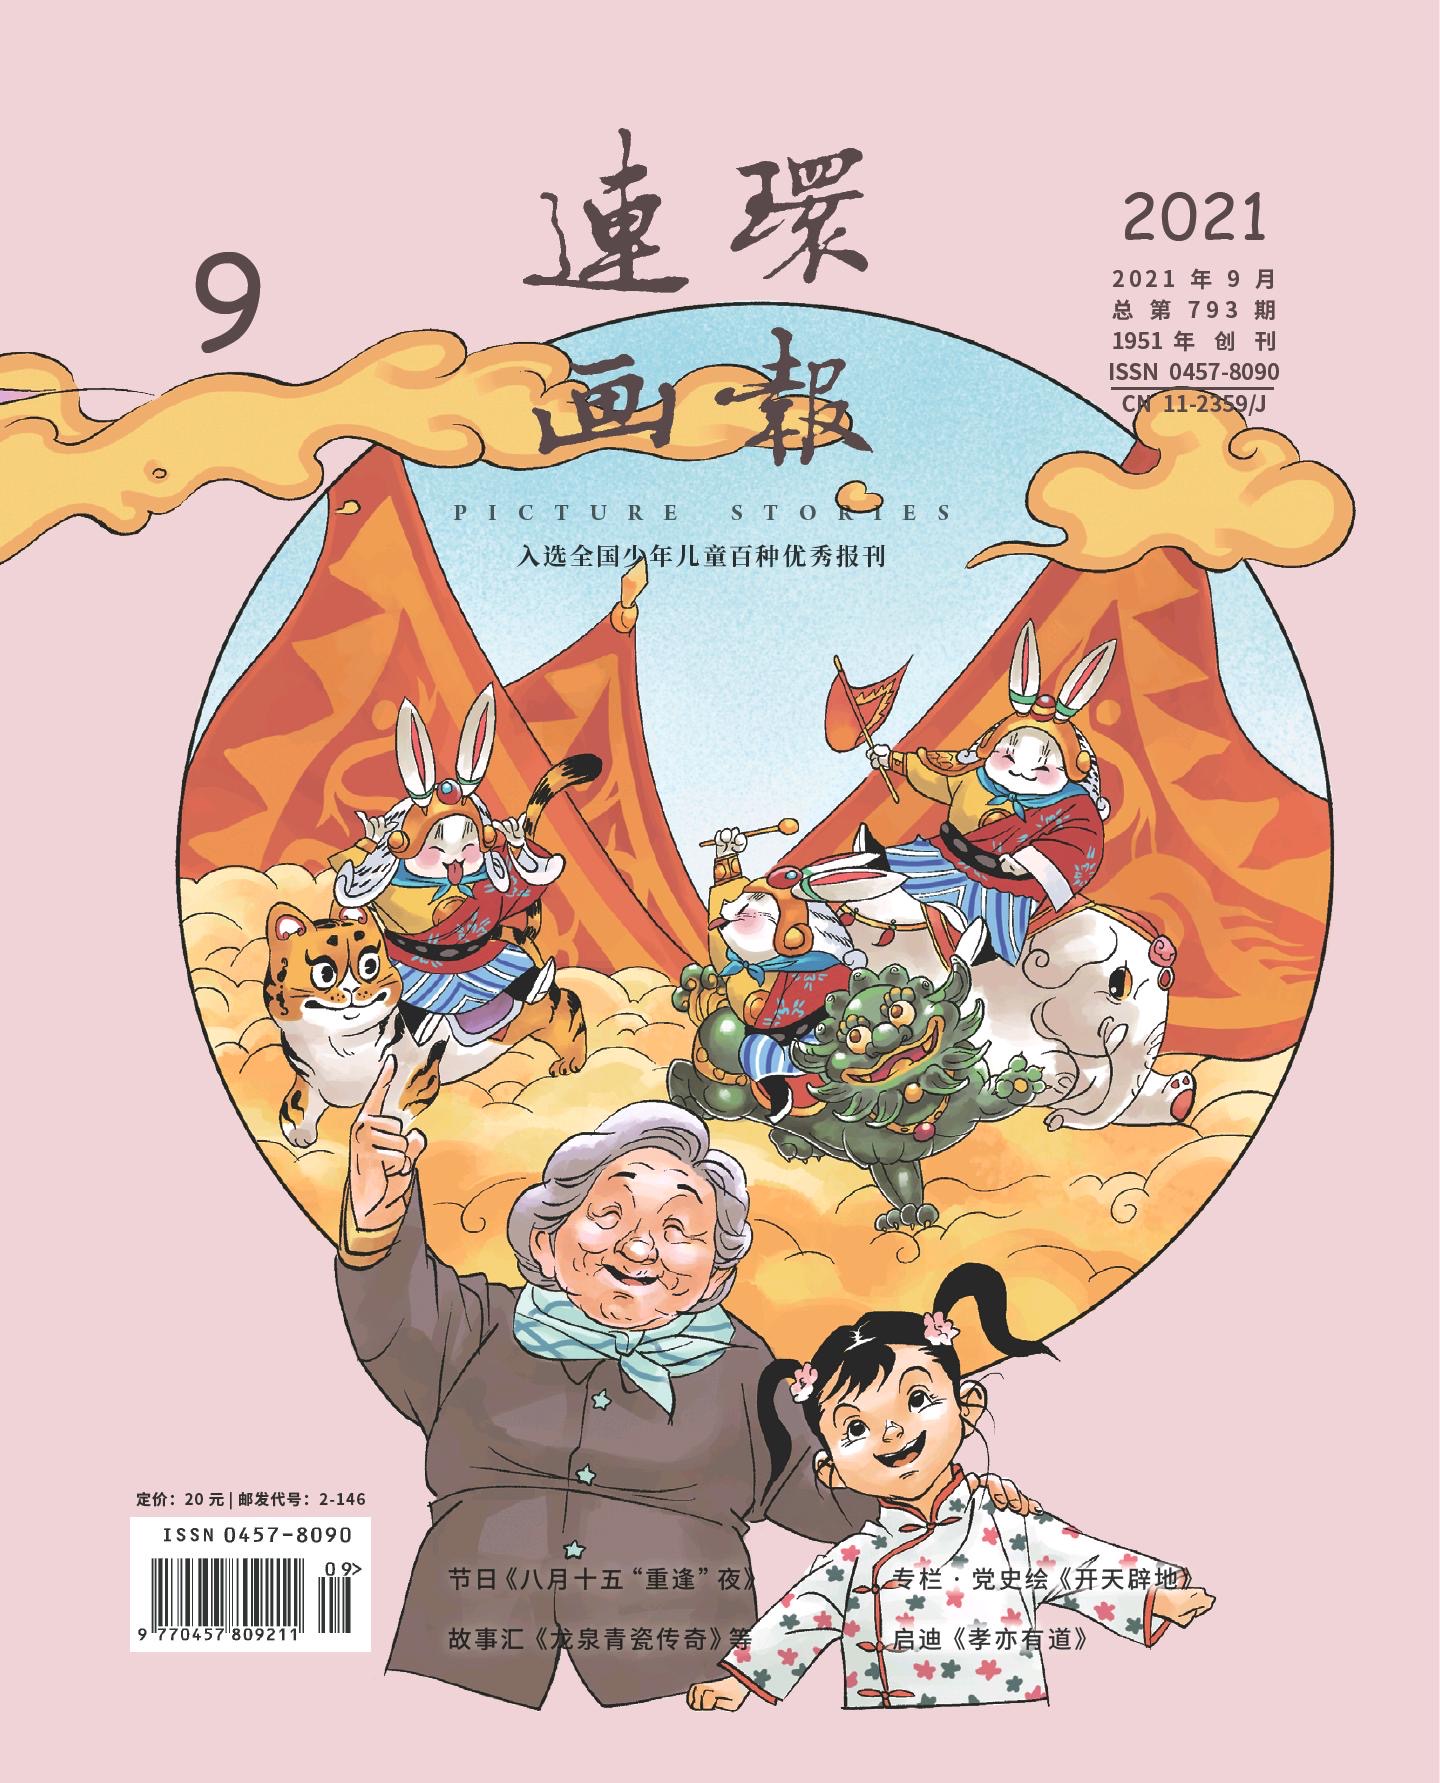 連環
画報
PICTURE STORIES
入选全国少年儿童百种优秀报刊
9
2021
2021年9月
总第793期
1951年创刊
ISSN 0457-8090
CN 11-2359/J
定价：20元 | 邮发代号：2-146
ISSN 0457-8090
09>
9 770457 809211
节日《八月十五“重逢”夜》
故事汇《龙泉青瓷传奇》等
专栏·党史绘《开天辟地》
启迪《孝亦有道》